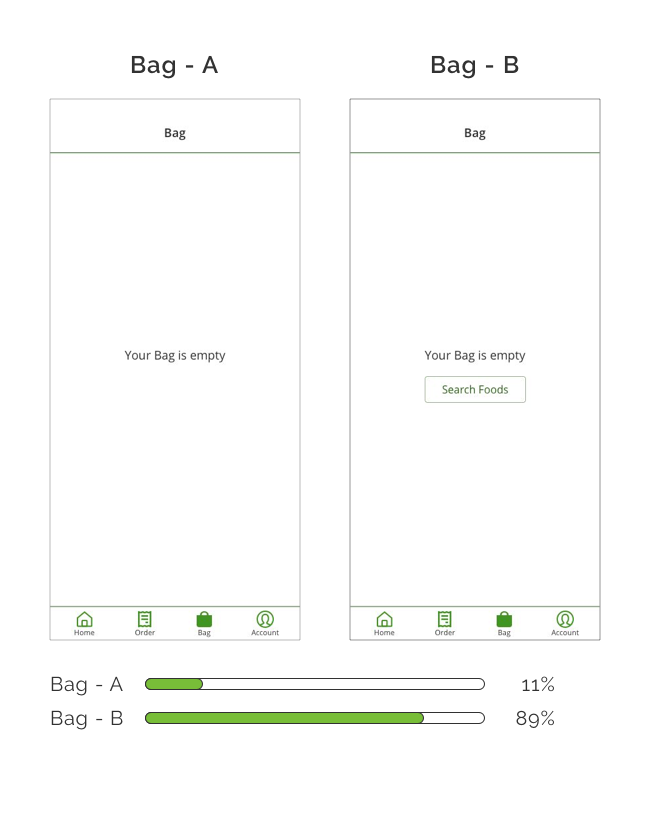 Bag - A
Bag - B
Bag
Bag
Your Bag is empty
Your Bag is empty
Search Foods
Home Order Bag Account
Home Order Bag Account
Bag - A 11%
Bag - B 89%